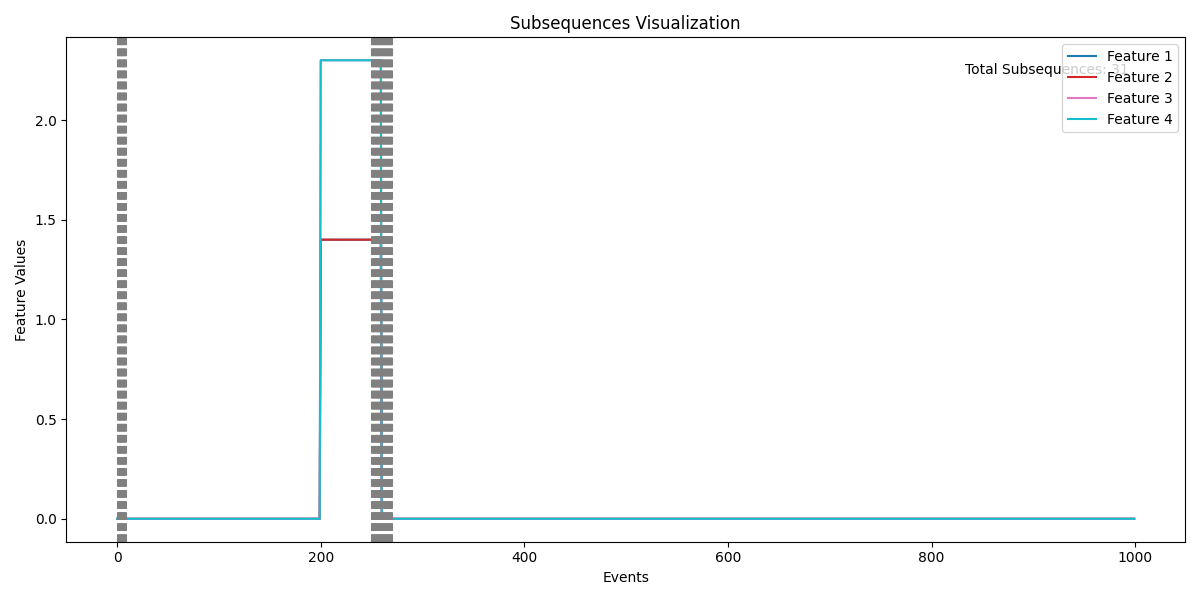 Subsequences Visualization
Total Subsequences: 31
Feature 1
Feature 2
Feature 3
Feature 4
Feature Values
2.0
1.5
1.0
0.5
0.0
0 200 400 600 800 1000
Events